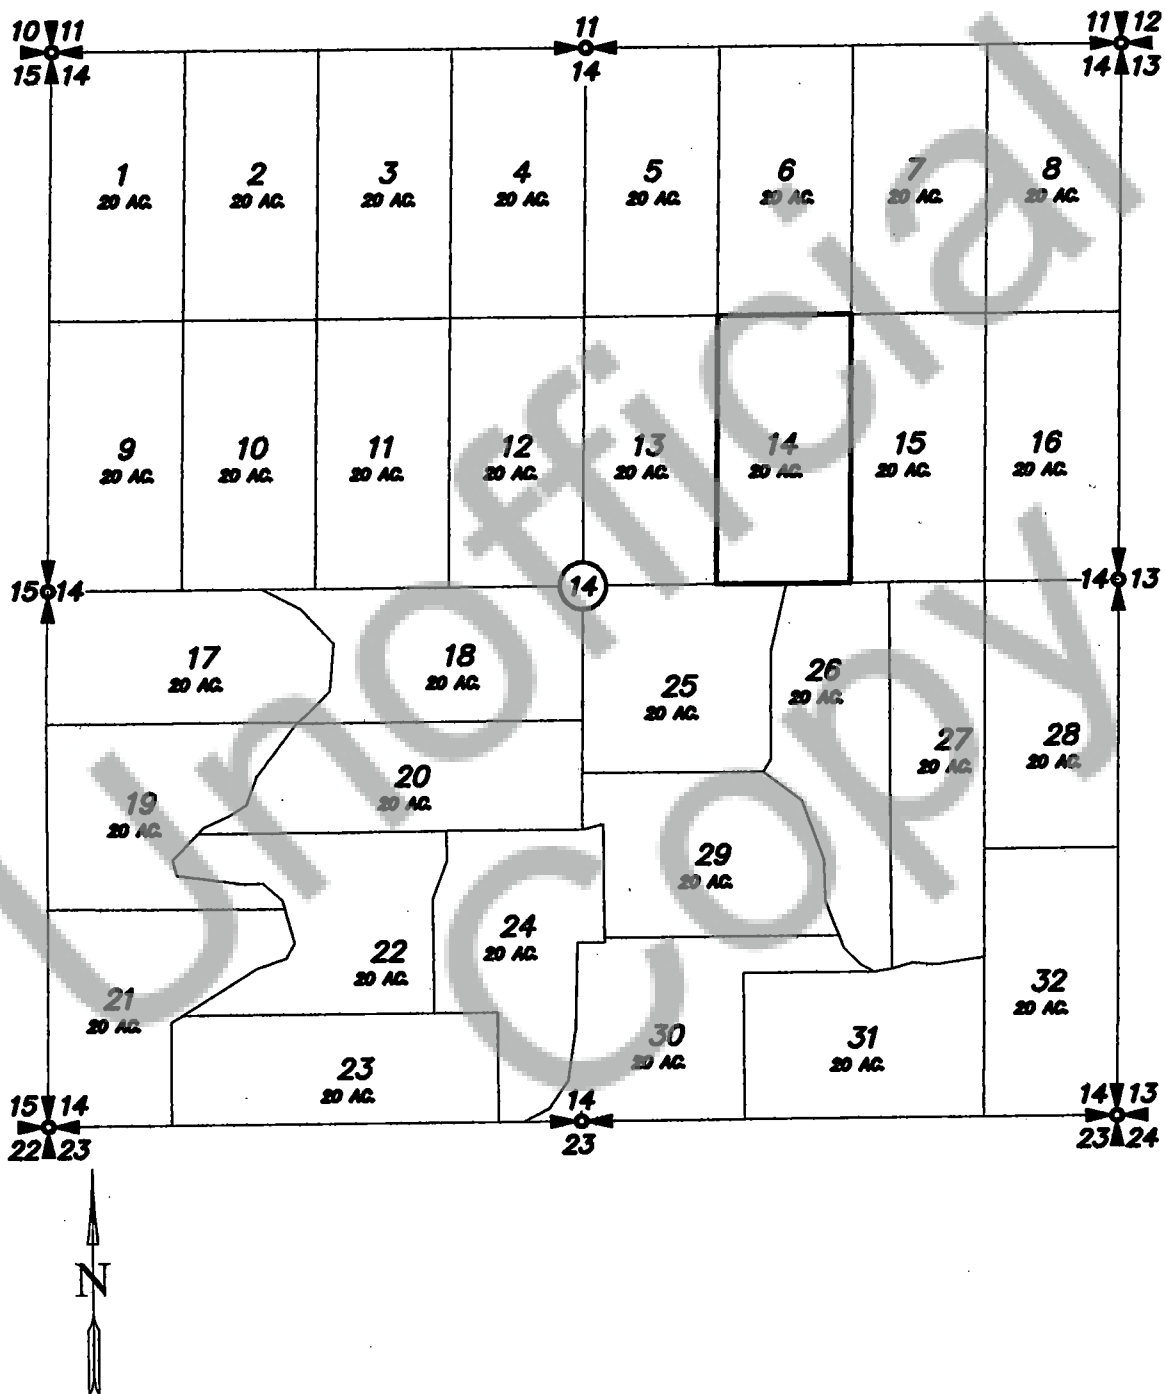 10 11
11
11 12
15 14
14
14 13
1
20 AC.
2
20 AC.
3
20 AC.
4
20 AC.
5
20 AC.
6
20 AC.
7
20 AC.
8
20 AC.
9
20 AC.
10
20 AC.
11
20 AC.
12
20 AC.
13
20 AC.
14
20 AC.
15
20 AC.
16
20 AC.
15 14
14
14 13
17
20 AC.
18
20 AC.
25
20 AC.
26
20 AC.
27
20 AC.
28
20 AC.
19
20 AC.
20
20 AC.
29
20 AC.
21
20 AC.
22
20 AC.
24
20 AC.
23
20 AC.
30
20 AC.
31
20 AC.
32
20 AC.
15 14
14
14 13
22 23
23
23 24
N
Unofficial
Copy